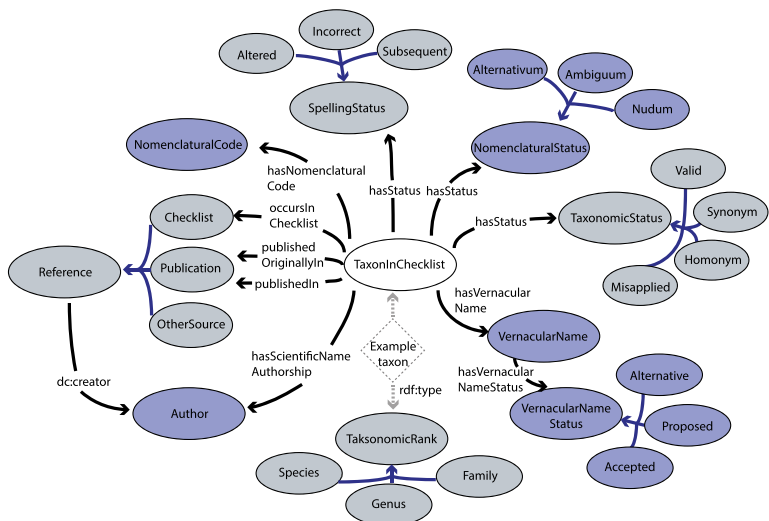 Incorrect
Altered
Subsequent
SpellingStatus
Alternativum
Ambiguum
Nudum
NomenclaturalStatus
NomenclaturalCode
hasNomenclatural
Code
hasStatus
hasStatus
hasStatus
Valid
Synonym
TaxonomicStatus
Homonym
Misapplied
Checklist
occursIn
Checklist
published
OriginallyIn
publishedIn
Reference
Publication
OtherSource
TaxonInChecklist
hasVernacular
Name
VernacularName
hasVernacular
NameStatus
VernacularName
Status
Alternative
Proposed
Accepted
Example
taxon
hasScientificName
Authorship
dc:creator
Author
rdf:type
TaksonomicRank
Species
Genus
Family